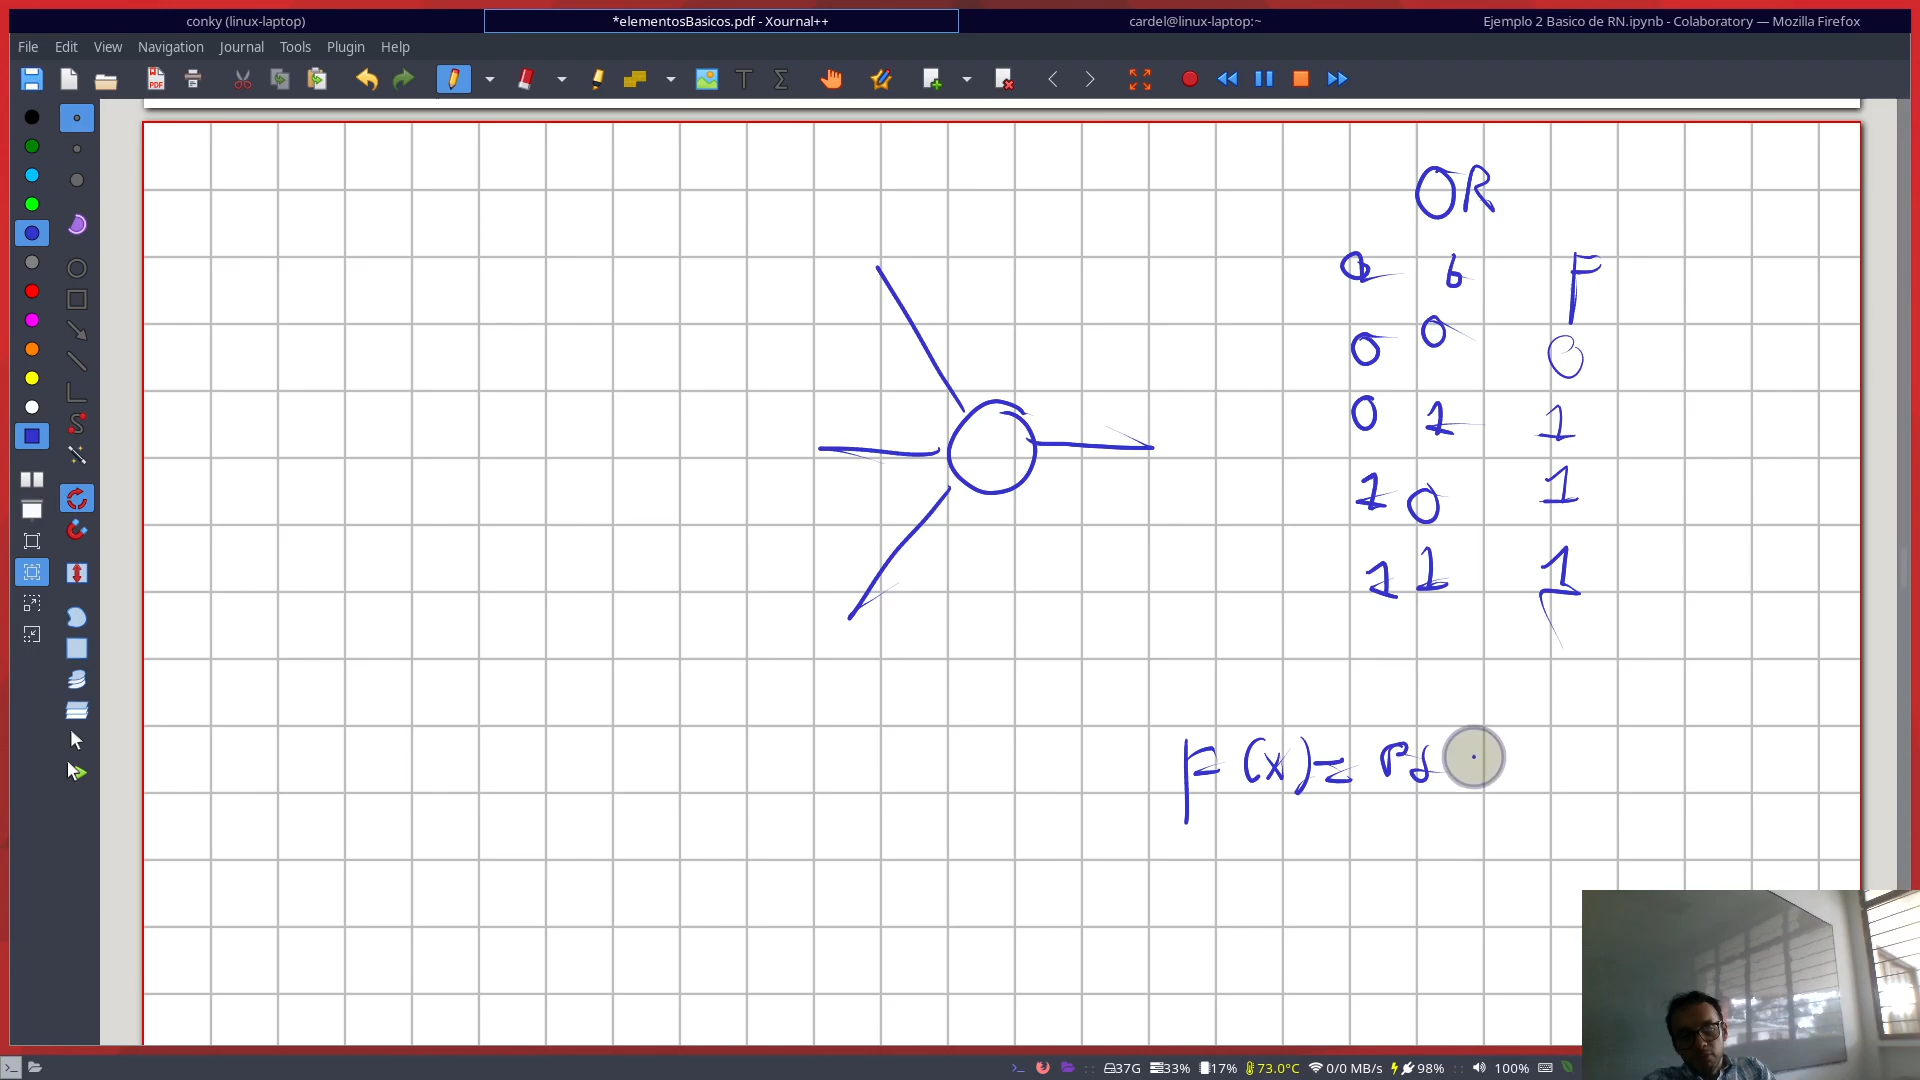 conky (linux-laptop)
*elementosBasicos.pdf - Xournal++
cardel@linux-laptop:~
Ejemplo 2 Basico de RN.ipynb - Colaboratory — Mozilla Firefox
File Edit View Navigation Journal Tools Plugin Help
OR
a b F
0 0 0
0 1 1
1 0 1
1 1 1
F (x) =
37G 33% 17% 73.0°C 0/0 MB/s 98% 100%